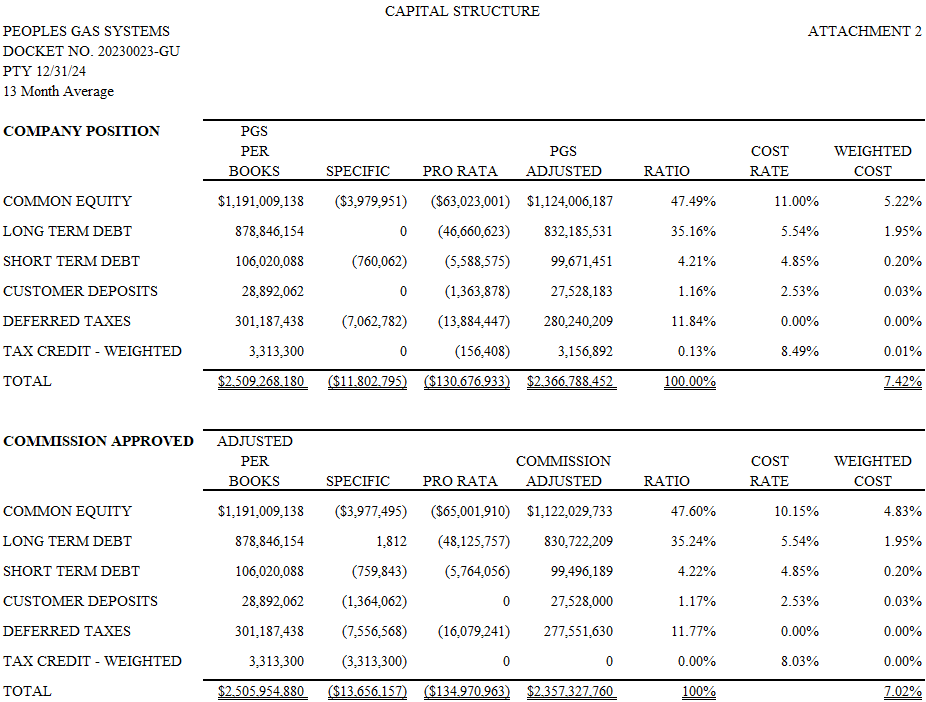 CAPITAL STRUCTURE
PEOPLES GAS SYSTEMS ATTACHMENT 2
DOCKET NO. 20230023-GU
PTY 12/31/24
13 Month Average
COMPANY POSITION PGS
PER PGS COST WEIGHTED
BOOKS SPECIFIC PRO RATA ADJUSTED RATIO RATE COST
COMMON EQUITY $1,191,009,138 ($3,979,951) ($63,023,001) $1,124,006,187 47.49% 11.00% 5.22%
LONG TERM DEBT 878,846,154 0 (46,660,623) 832,185,531 35.16% 5.54% 1.95%
SHORT TERM DEBT 106,020,088 (760,062) (5,588,575) 99,671,451 4.21% 4.85% 0.20%
CUSTOMER DEPOSITS 28,892,062 0 (1,363,878) 27,528,183 1.16% 2.53% 0.03%
DEFERRED TAXES 301,187,438 (7,062,782) (13,884,447) 280,240,209 11.84% 0.00% 0.00%
TAX CREDIT - WEIGHTED 3,313,300 0 (156,408) 3,156,892 0.13% 8.49% 0.01%
TOTAL $2,509,268,180 ($11,802,795) ($130,676,933) $2,366,788,452 100.00% 7.42%
COMMISSION APPROVED ADJUSTED
PER COMMISSION COST WEIGHTED
BOOKS SPECIFIC PRO RATA ADJUSTED RATIO RATE COST
COMMON EQUITY $1,191,009,138 ($3,977,495) ($65,001,910) $1,122,029,733 47.60% 10.15% 4.83%
LONG TERM DEBT 878,846,154 1,812 (48,125,757) 830,722,209 35.24% 5.54% 1.95%
SHORT TERM DEBT 106,020,088 (759,843) (5,764,056) 99,496,189 4.22% 4.85% 0.20%
CUSTOMER DEPOSITS 28,892,062 (1,364,062) 0 27,528,000 1.17% 2.53% 0.03%
DEFERRED TAXES 301,187,438 (7,556,568) (16,079,241) 277,551,630 11.77% 0.00% 0.00%
TAX CREDIT - WEIGHTED 3,313,300 (3,313,300) 0 0 0.00% 8.03% 0.00%
TOTAL $2,505,954,880 ($13,656,157) ($134,970,963) $2,357,327,760 100% 7.02%